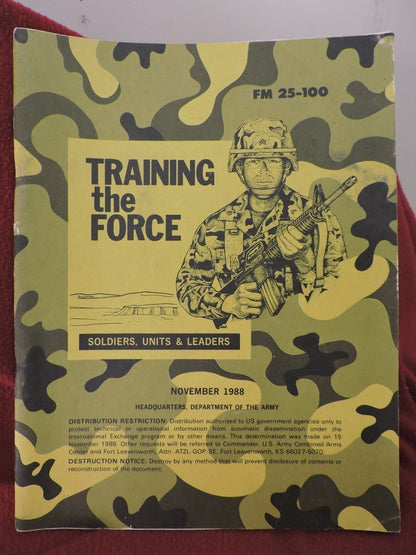 FM 25-100
TRAINING
the
FORCE
SOLDIERS, UNITS & LEADERS
NOVEMBER 1988
HEADQUARTERS, DEPARTMENT OF THE ARMY
DISTRIBUTION RESTRICTION: Distribution authorized to US government agencies only to
protect technical or operational information from automatic dissemination under the
International Exchange program or by other means. This determination was made on 15
November 1988. Other requests will be referred to Commander, U.S. Army Combined Arms
Center and Fort Leavenworth, Attn: ATZL-GOP-SE, Fort Leavenworth, KS 66027-5070.
DESTRUCTION NOTICE: Destroy by any method that will prevent disclosure of contents or
reconstruction of the document.